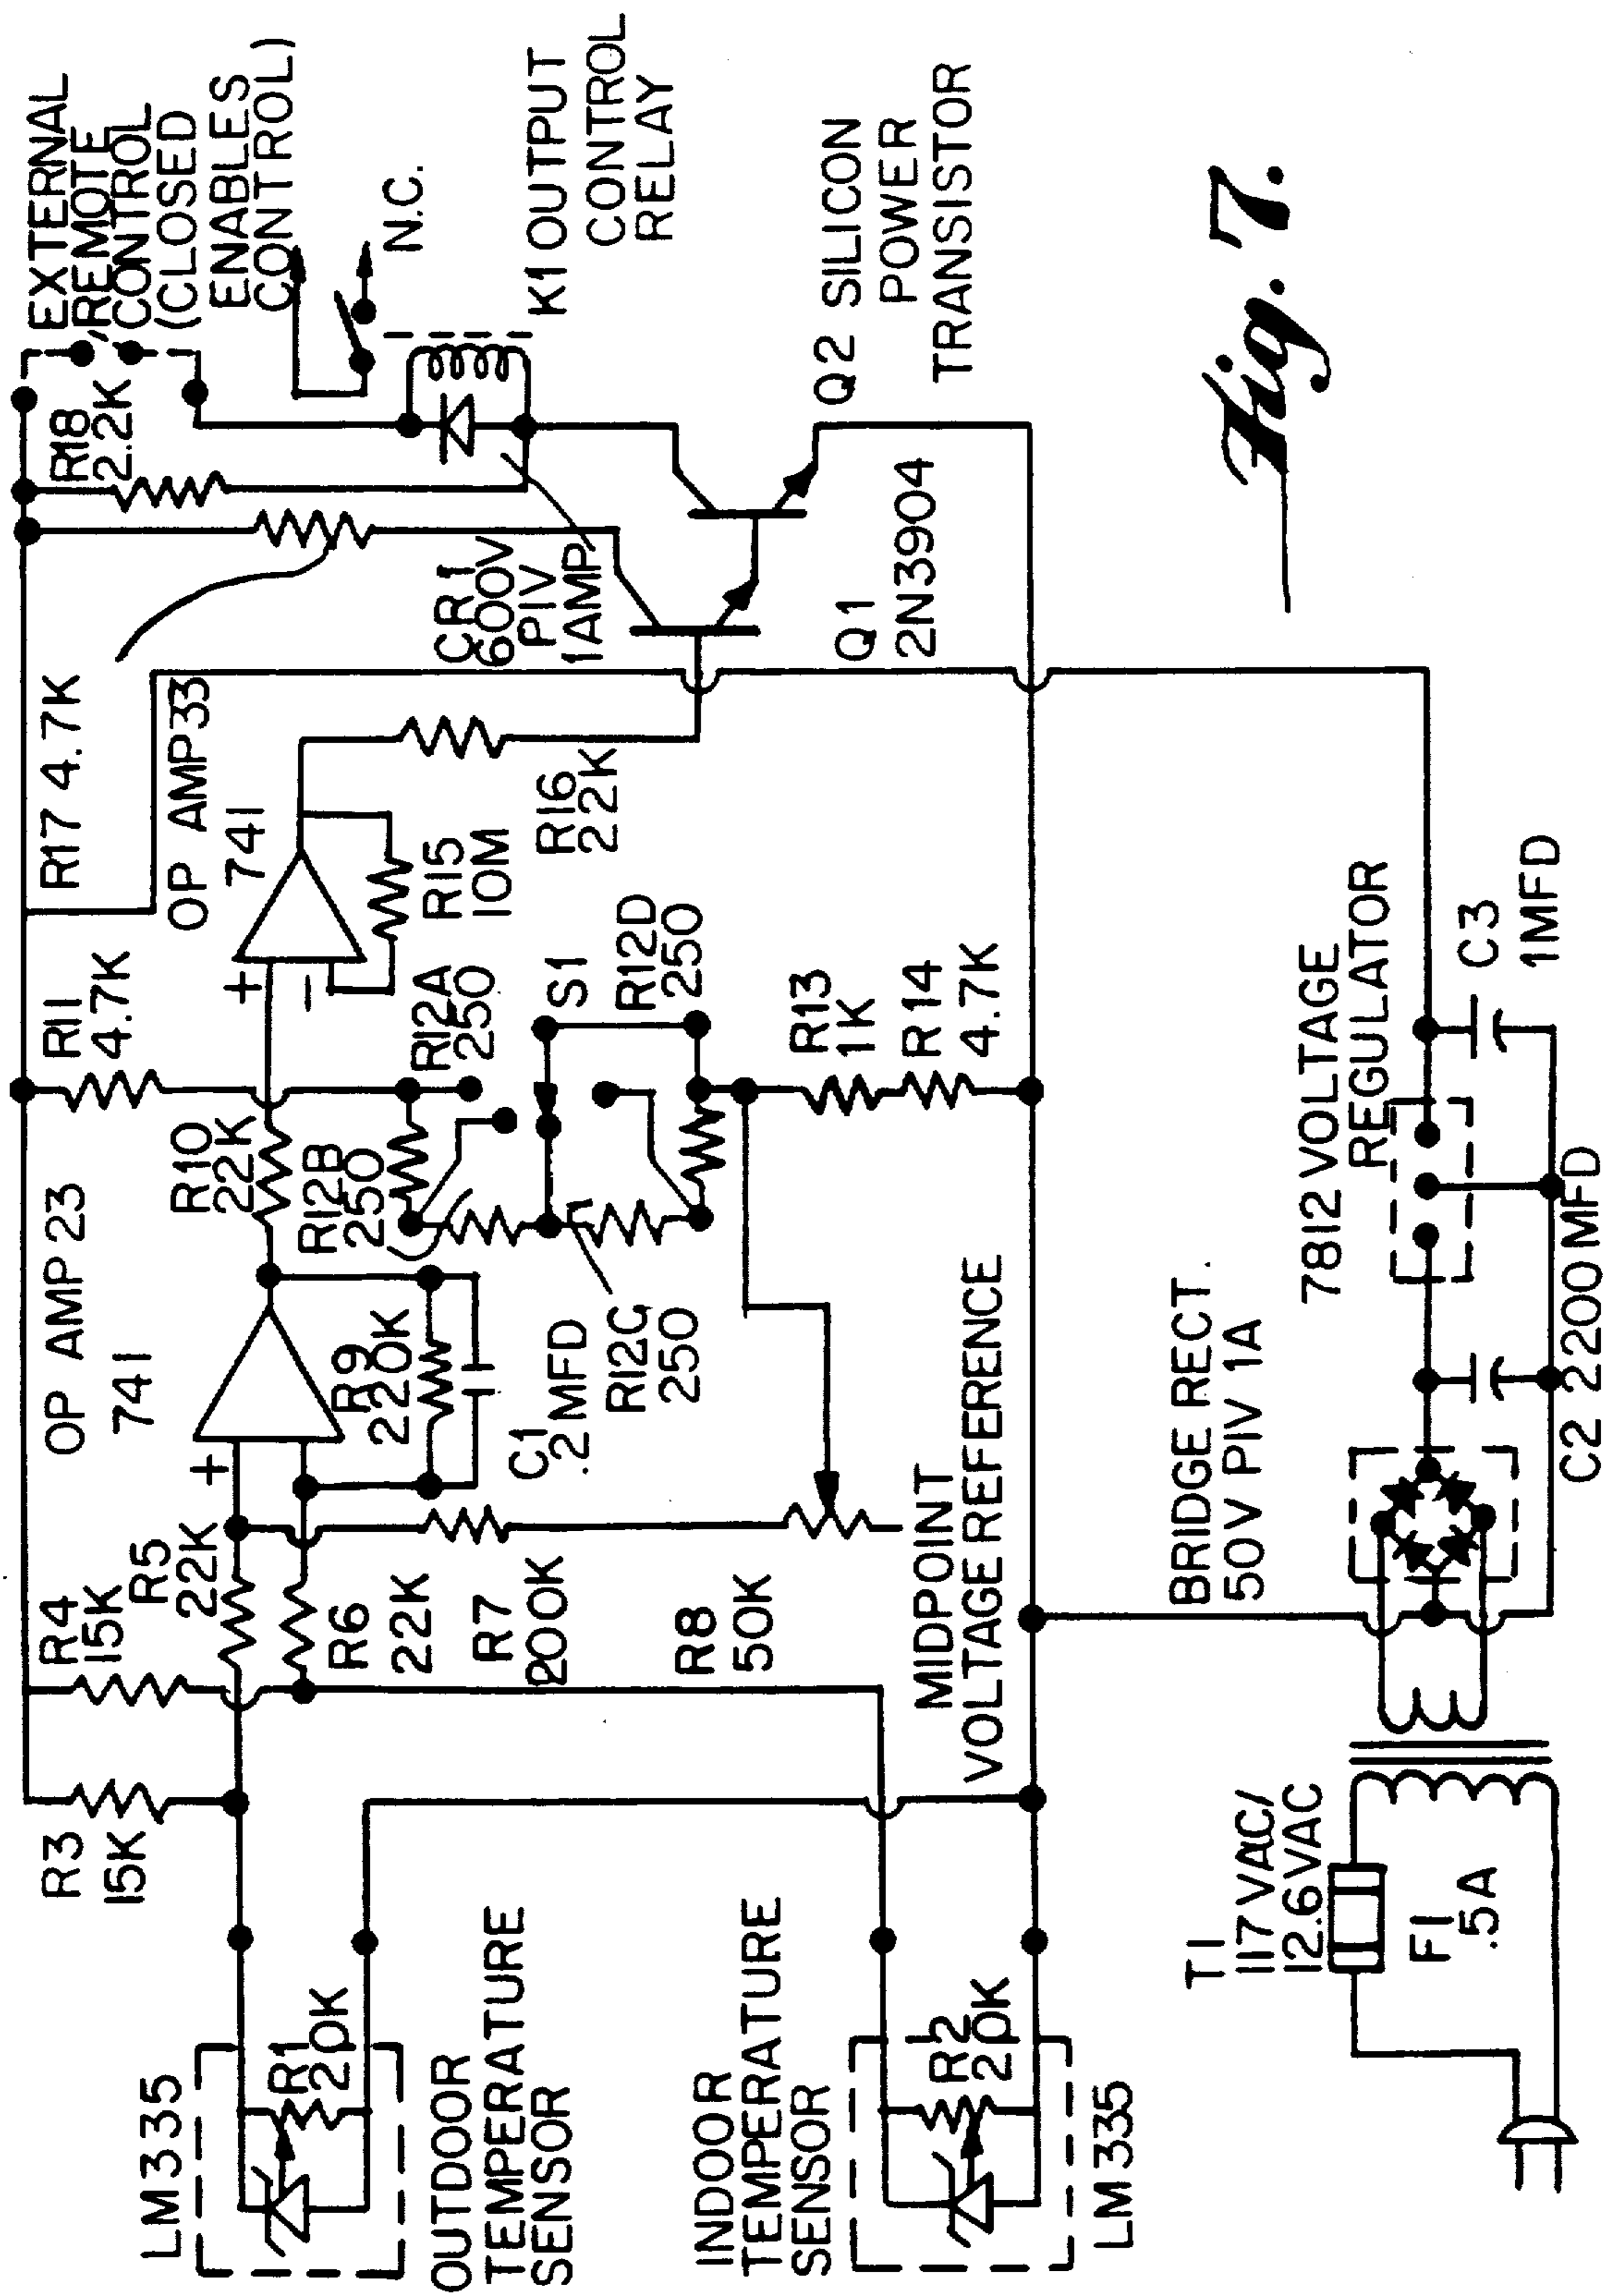 R3
15K
R4
15K
R5
22K
OP AMP 23
741
R11
4.7K
R17 4.7K
OP AMP 33
741
R18
2.2K
EXTERNAL
REMOTE
CONTROL
(CLOSED
ENABLES
CONTROL)
N.C.
K1 OUTPUT
CONTROL
RELAY
LM335
R1
20K
OUTDOOR
TEMPERATURE
SENSOR
+
R6
22K
R7
200K
R8
50K
R9
220K
C1
.2MFD
R10
22K
R12B
250
R12C
250
R12A
250
S1
R12D
250
+
−
R15
10M
R16
22K
CR1
600V
PIV
1AMP
Q1
2N3904
Q2 SILICON
POWER
TRANSISTOR
R13
1K
R14
4.7K
INDOOR
TEMPERATURE
SENSOR
R2
20K
LM335
MIDPOINT
VOLTAGE REFERENCE
T1
117VAC/
12.6VAC
F1
.5A
BRIDGE RECT.
50V PIV 1A
7812 VOLTAGE
REGULATOR
C2 2200MFD
C3
1MFD
Fig. 7.